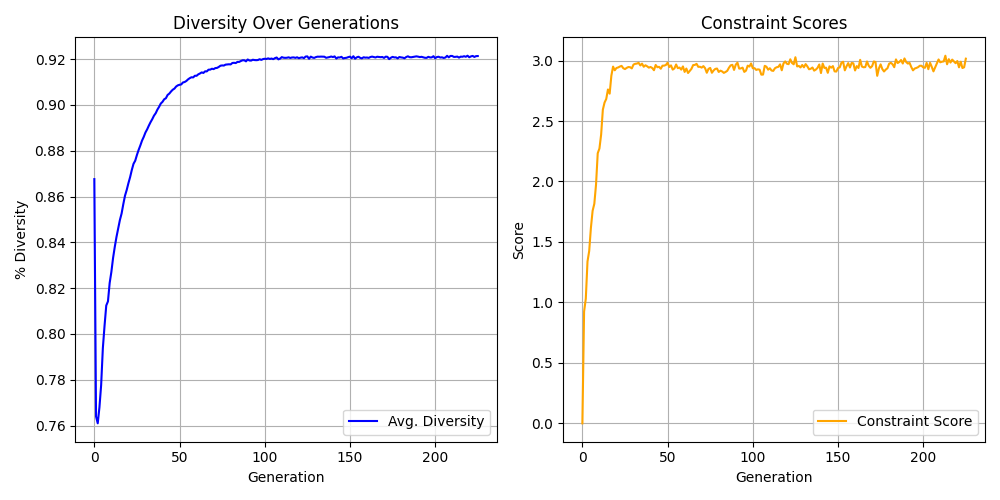 Diversity Over Generations
% Diversity
0.92
0.90
0.88
0.86
0.84
0.82
0.80
0.78
0.76
0 50 100 150 200
Generation
Avg. Diversity
Constraint Scores
Score
3.0
2.5
2.0
1.5
1.0
0.5
0.0
0 50 100 150 200
Generation
Constraint Score